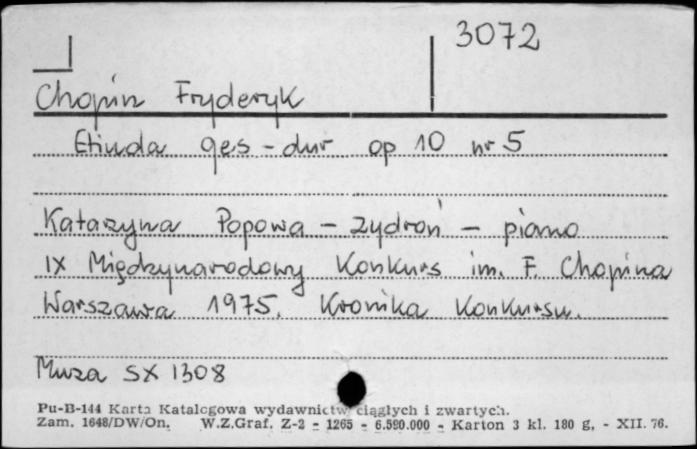 3072
Chopin Fryderyk
Etiuda ges-dur op 10 nr 5
Katarzyna Popowa-Zydroń - piano
IX Międzynarodowy Konkurs im. F. Chopina
Warszawa 1975. Kronika Konkursu.
Muza SX 1308
Pu-B-144 Karta Katalogowa wydawnictw ciągłych i zwartych.
Zam. 1648/DW/On. W.Z.Graf. Z-2 - 1265 - 6.590.000 - Karton 3 kl. 180 g, - XII. 76.